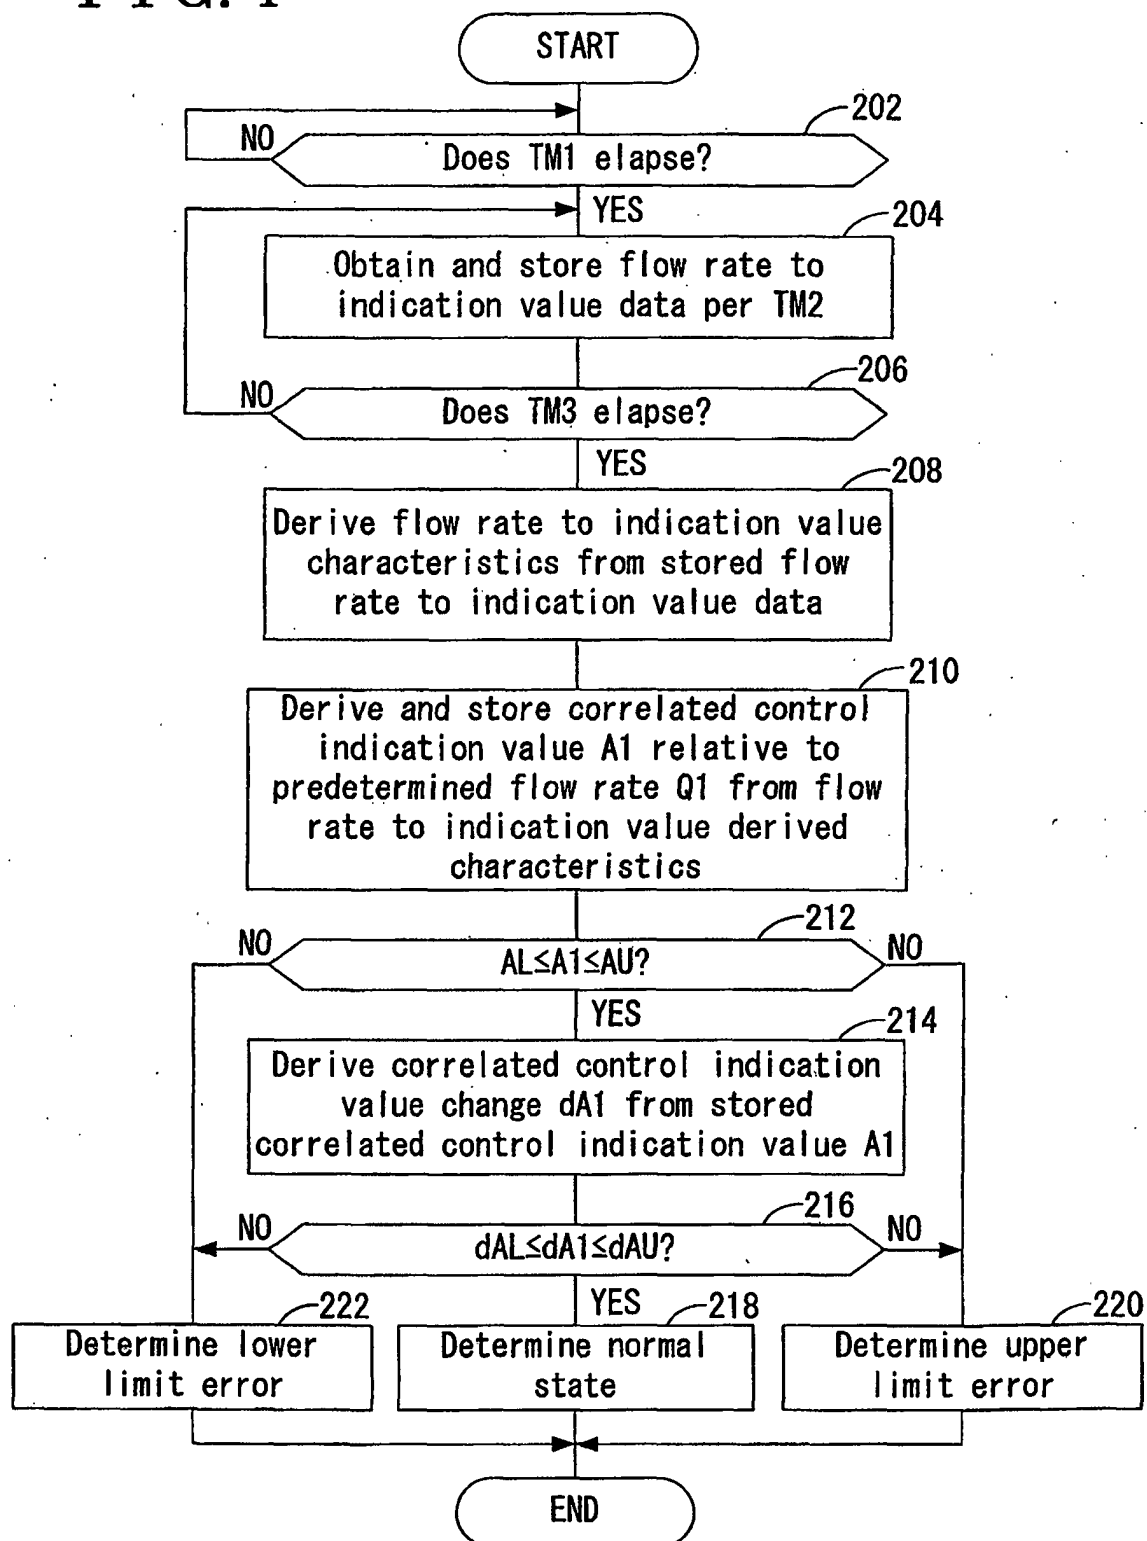 START
202
NO
Does TM1 elapse?
YES
204
Obtain and store flow rate to
indication value data per TM2
206
NO
Does TM3 elapse?
YES
208
Derive flow rate to indication value
characteristics from stored flow
rate to indication value data
210
Derive and store correlated control
indication value A1 relative to
predetermined flow rate Q1 from flow
rate to indication value derived
characteristics
212
NO
AL≤A1≤AU?
NO
YES
214
Derive correlated control indication
value change dA1 from stored
correlated control indication value A1
216
NO
dAL≤dA1≤dAU?
NO
YES
222
218
220
Determine lower
limit error
Determine normal
state
Determine upper
limit error
END